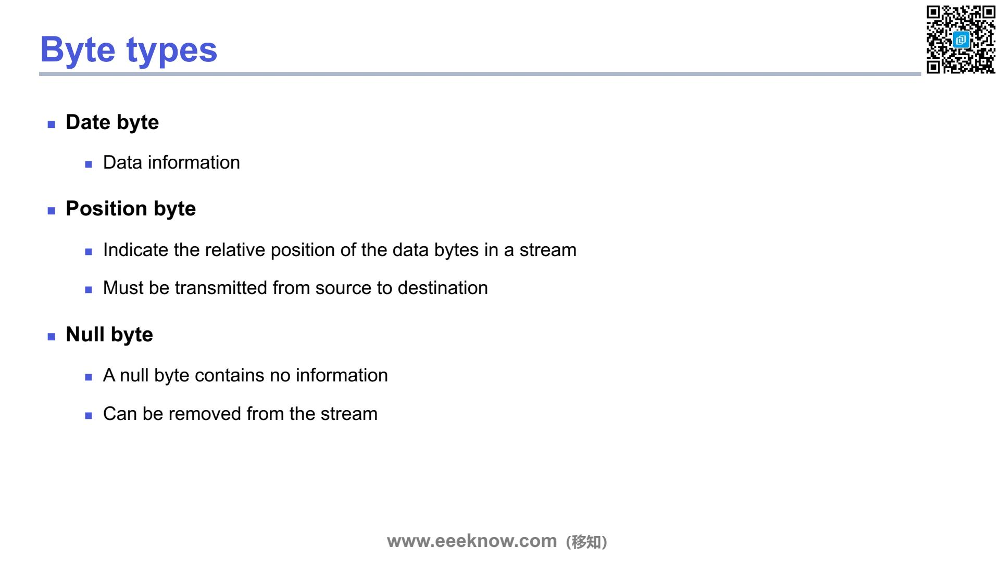 Byte types
Date byte
Data information
Position byte
Indicate the relative position of the data bytes in a stream
Must be transmitted from source to destination
Null byte
A null byte contains no information
Can be removed from the stream
www.eeeknow.com (移知)